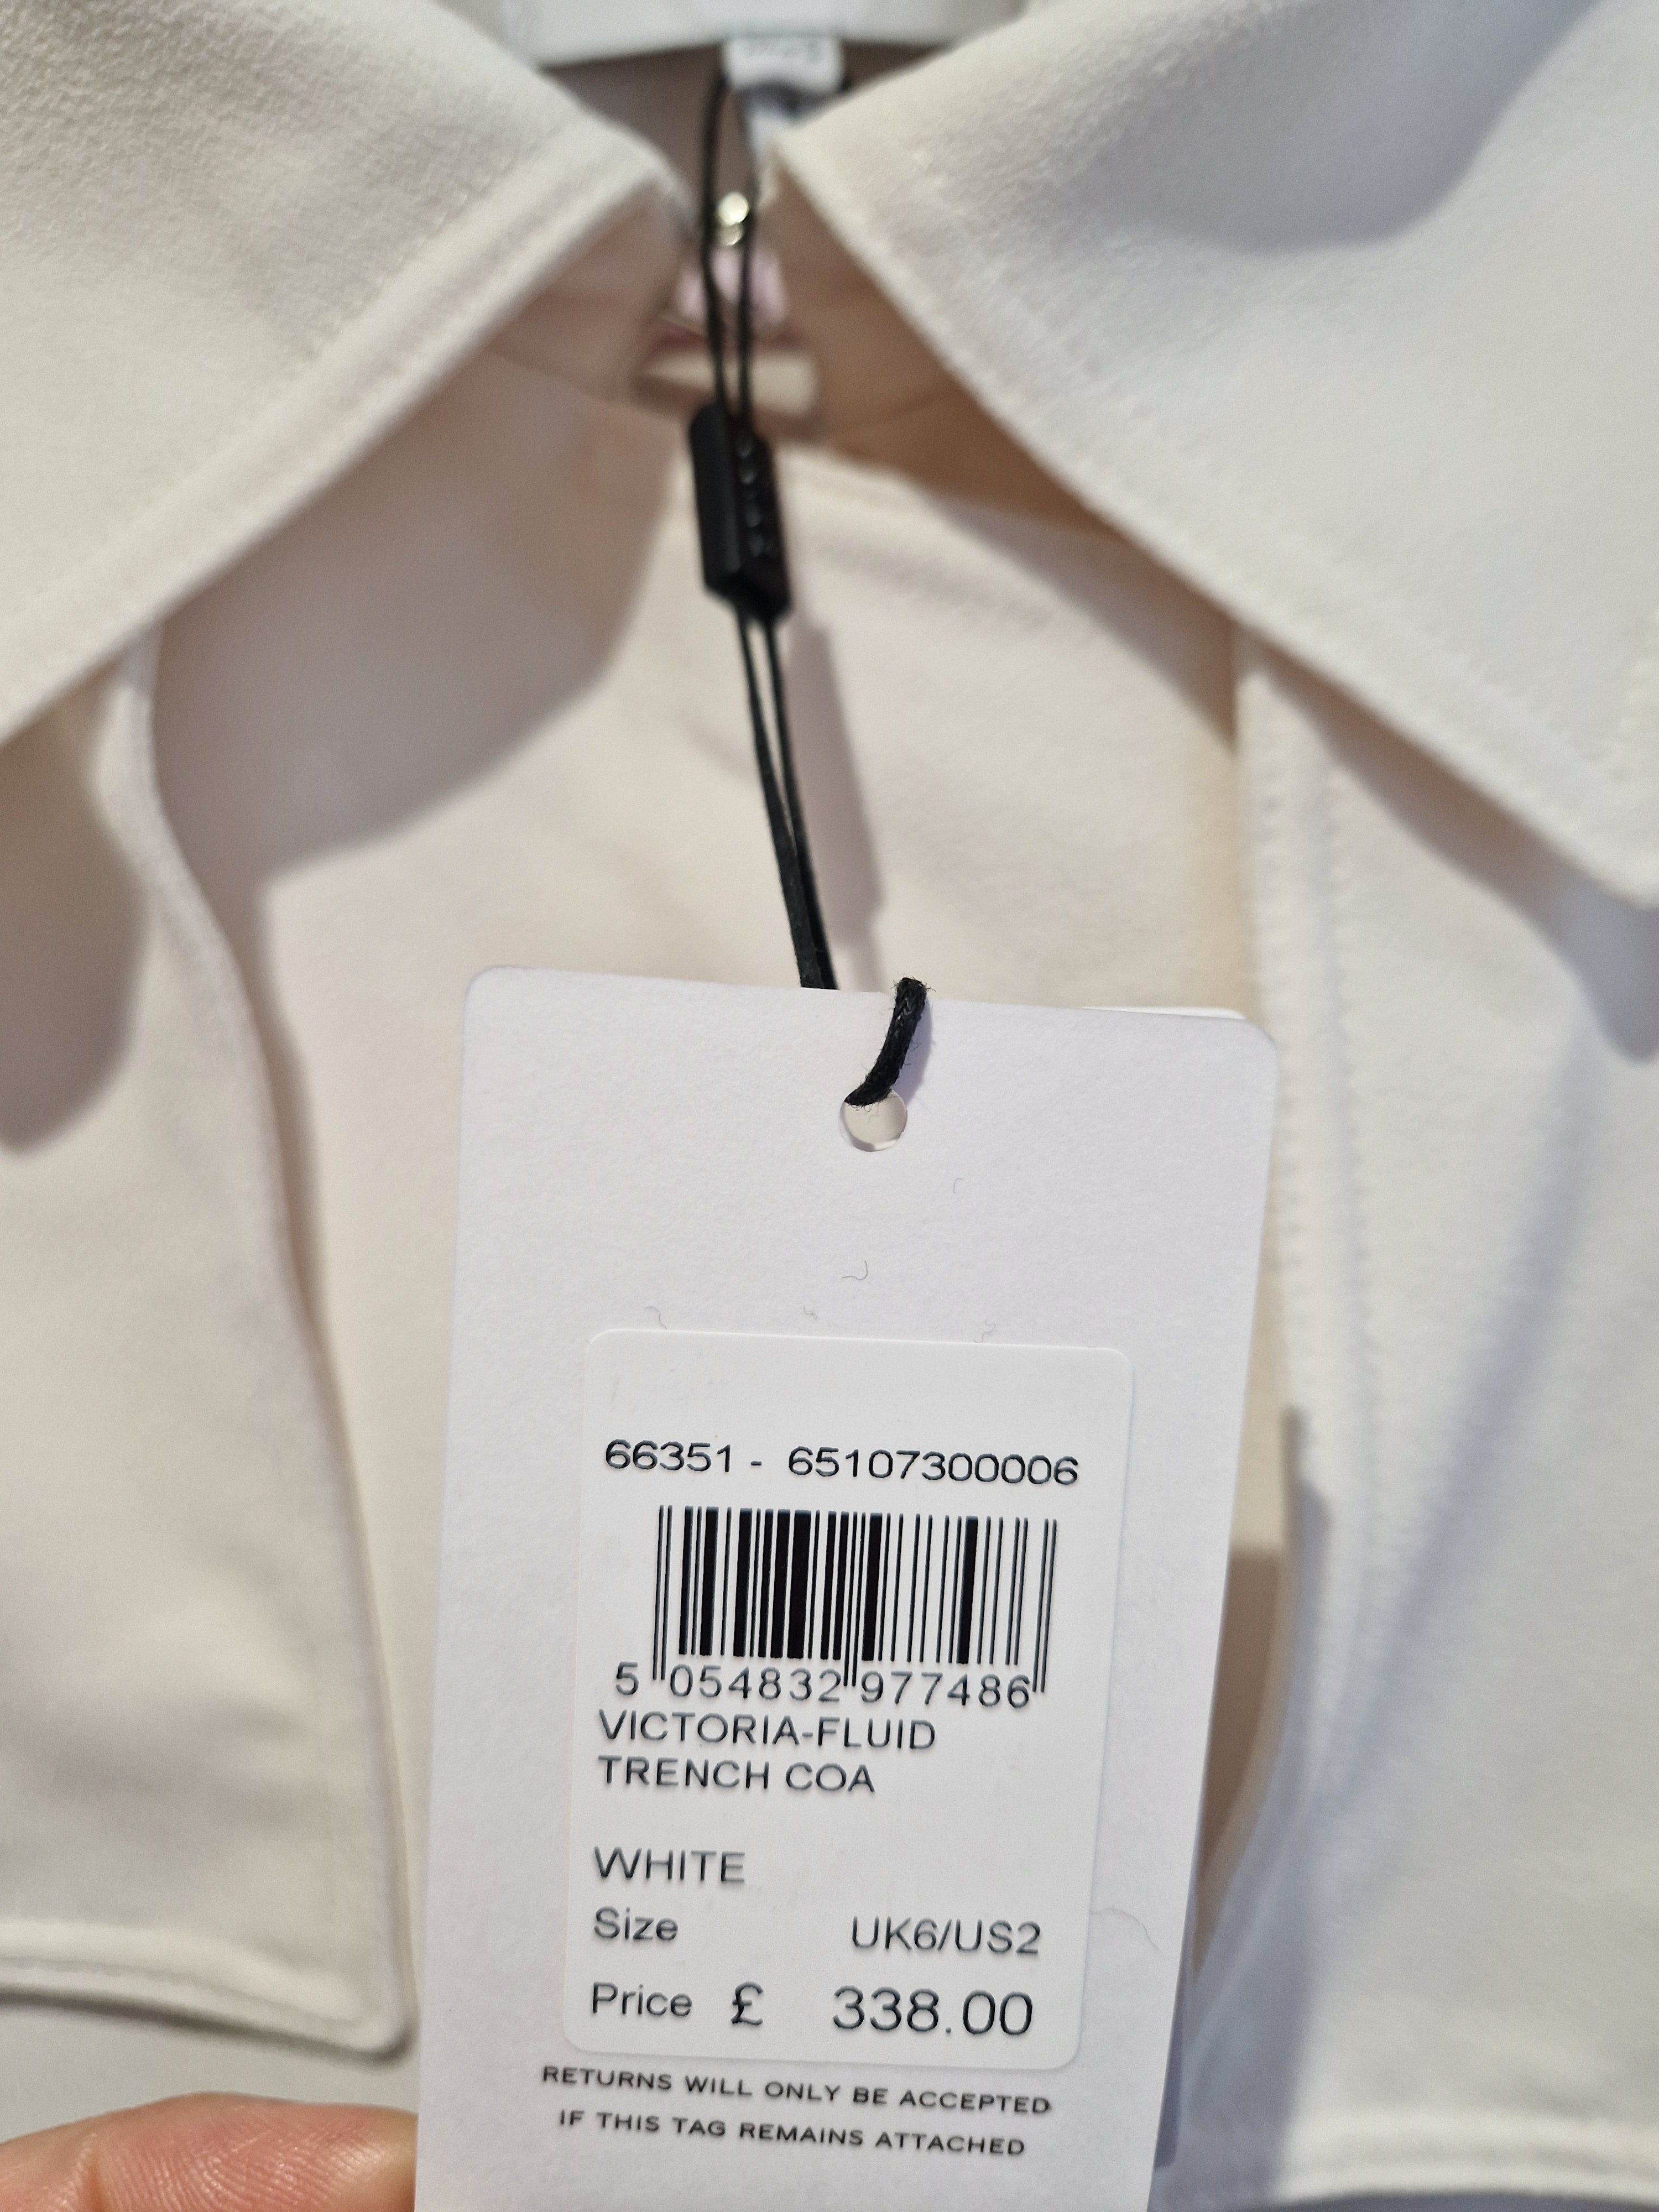 66351 - 65107300006
5 054832 977486
VICTORIA-FLUID
TRENCH COA
WHITE
Size UK6/US2
Price £ 338.00
RETURNS WILL ONLY BE ACCEPTED
IF THIS TAG REMAINS ATTACHED